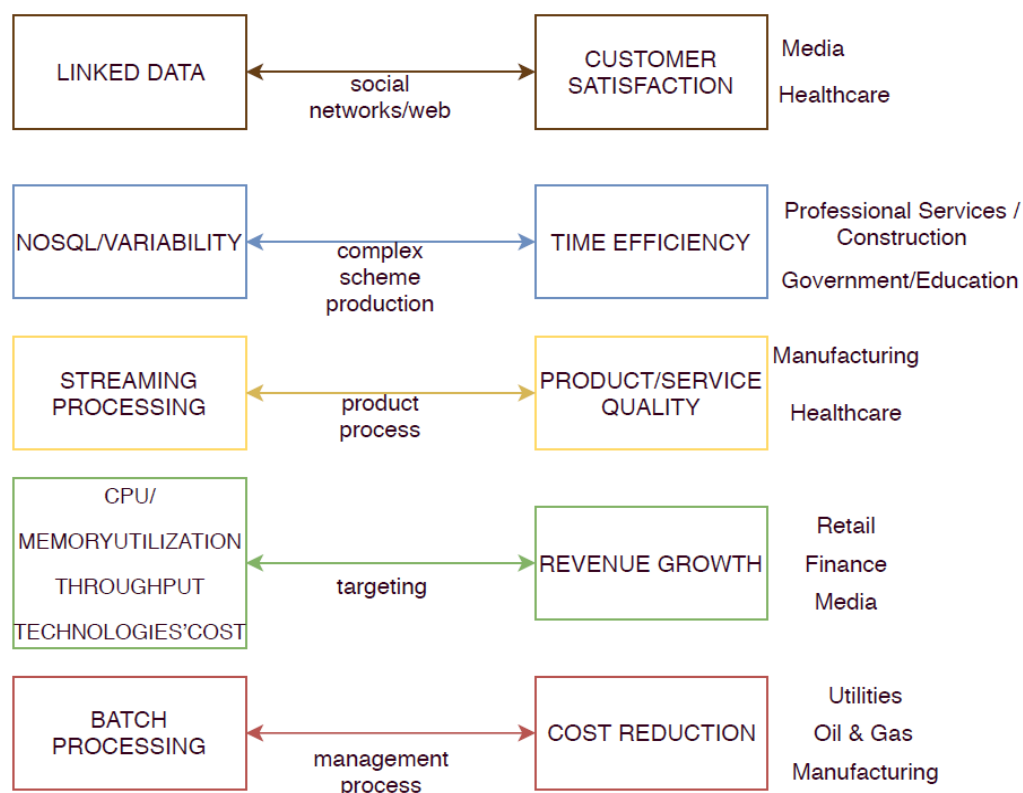 LINKED DATA
social
networks/web
CUSTOMER
SATISFACTION
Media
Healthcare
NOSQL/VARIABILITY
complex
scheme
production
TIME EFFICIENCY
Professional Services /
Construction
Government/Education
STREAMING
PROCESSING
product
process
PRODUCT/SERVICE
QUALITY
Manufacturing
Healthcare
CPU/
MEMORYUTILIZATION
THROUGHPUT
TECHNOLOGIES'COST
targeting
REVENUE GROWTH
Retail
Finance
Media
BATCH
PROCESSING
management
process
COST REDUCTION
Utilities
Oil & Gas
Manufacturing